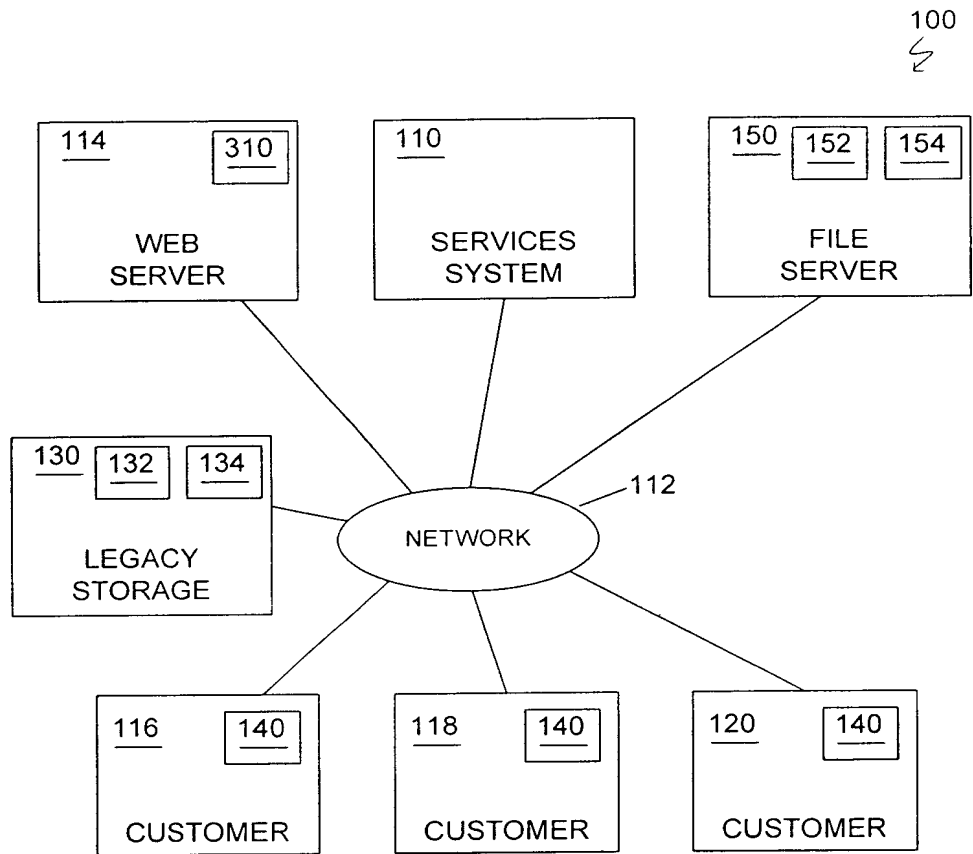 100
114 310
WEB
SERVER
110
SERVICES
SYSTEM
150 152 154
FILE
SERVER
130 132 134
LEGACY
STORAGE
NETWORK
112
116 140
CUSTOMER
118 140
CUSTOMER
120 140
CUSTOMER